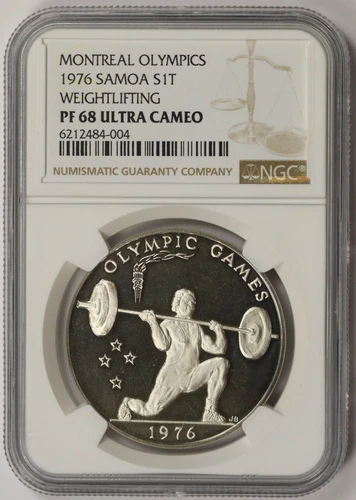 MONTREAL OLYMPICS
1976 SAMOA S1T
WEIGHTLIFTING
PF 68 ULTRA CAMEO
6212484-004
NUMISMATIC GUARANTY COMPANY
NGC
OLYMPIC GAMES
JB
1976